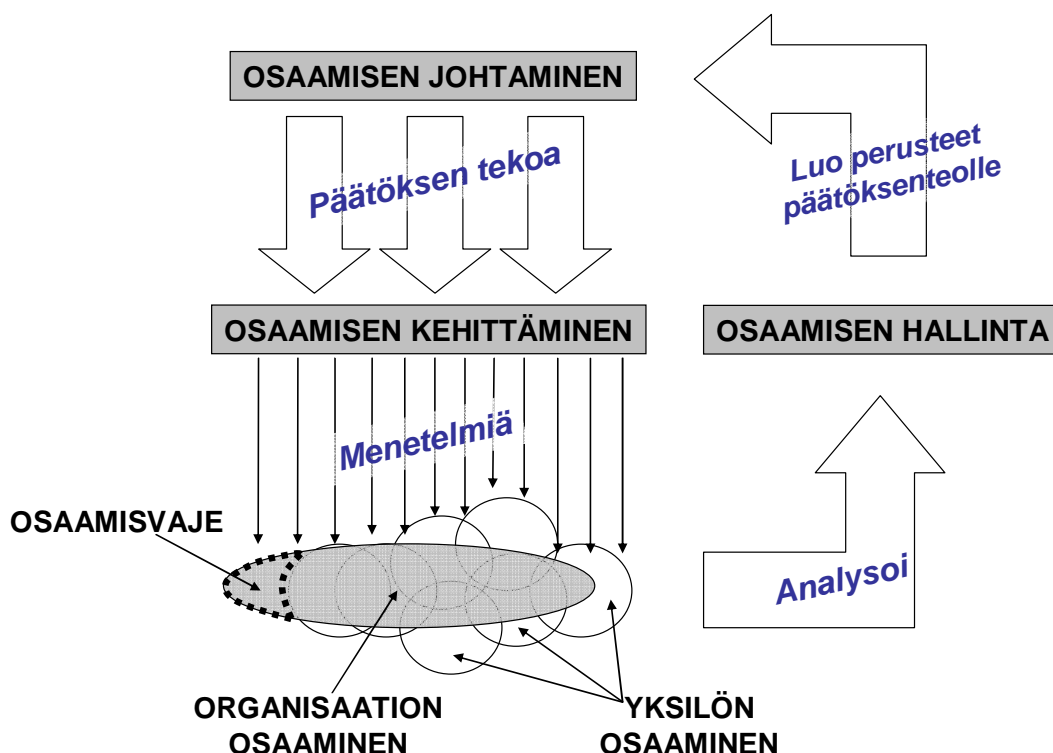 OSAAMISEN JOHTAMINEN
Päätöksen tekoa
Luo perusteet
päätöksenteolle
OSAAMISEN KEHITTÄMINEN
OSAAMISEN HALLINTA
Menetelmiä
OSAAMISVAJE
Analysoi
ORGANISAATION
OSAAMINEN
YKSILÖN
OSAAMINEN